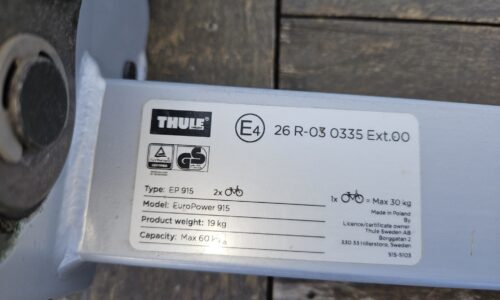 THULE
E4 26 R-03 0335 Ext.00
GS
Type: EP 915 2x
1x = Max 30 kg
Model: EuroPower 915
Product weight: 19 kg
Capacity: Max 60 kg
Made in Poland
By
Licence/certificate owner
Thule Sweden AB
Borggatan 2
330 33 Hillerstorp, Sweden
915-5103